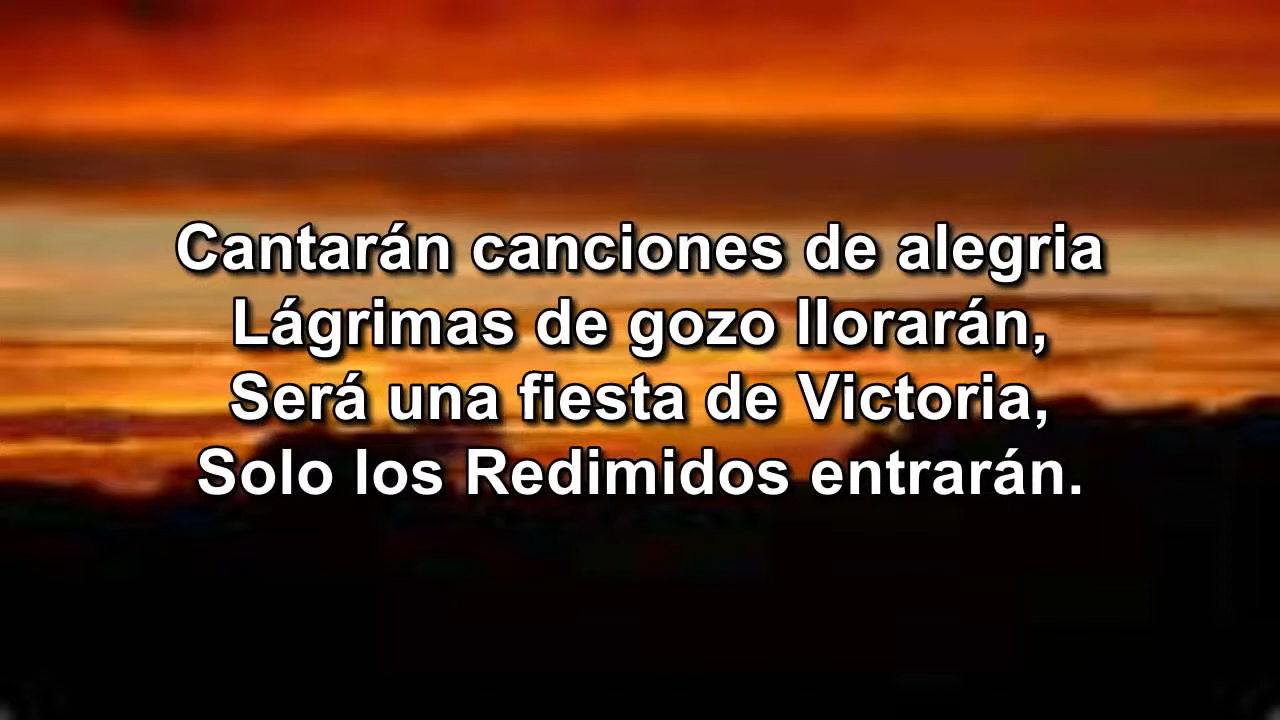 Cantarán canciones de alegria
Lágrimas de gozo llorarán,
Será una fiesta de Victoria,
Solo los Redimidos entrarán.